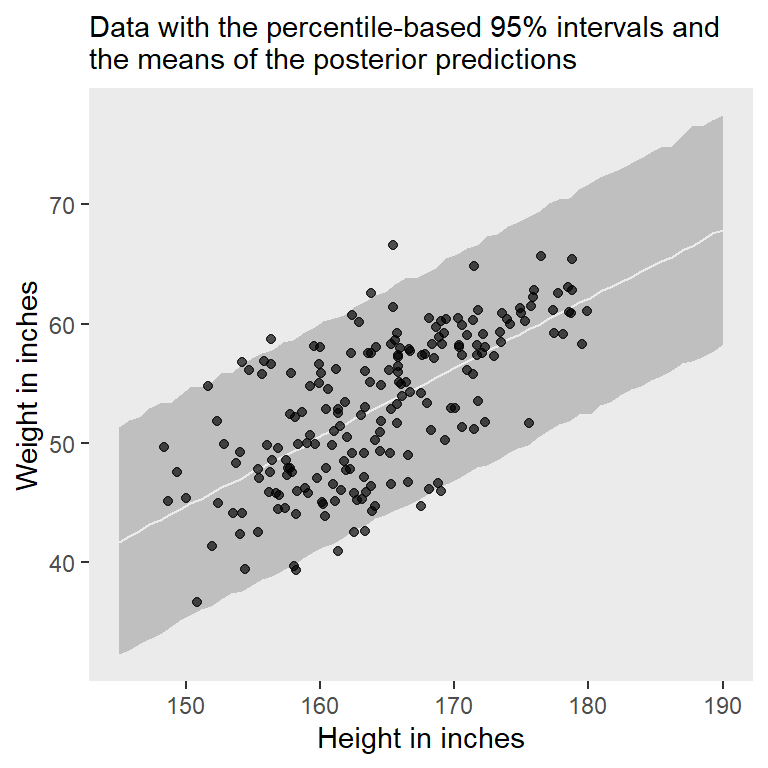 Data with the percentile-based 95% intervals and
the means of the posterior predictions
Weight in inches
70
60
50
40
150 160 170 180 190
Height in inches